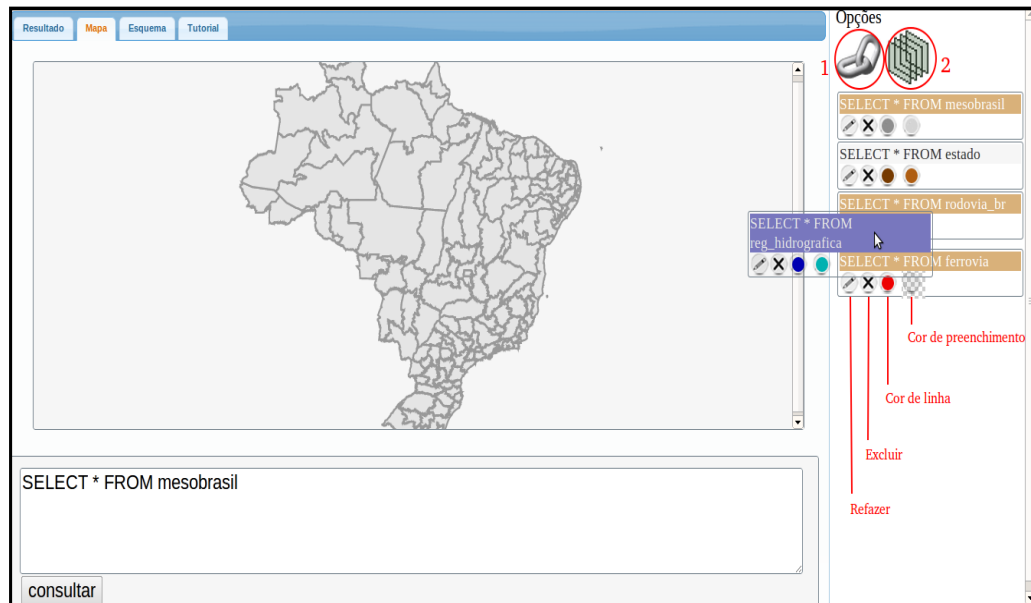 Resultado
Mapa
Esquema
Tutorial
Opções
1
2
SELECT * FROM mesobrasil
SELECT * FROM estado
SELECT * FROM rodovia_br
SELECT * FROM
reg_hidrografica
SELECT * FROM ferrovia
Cor de preenchimento
Cor de linha
Excluir
Refazer
SELECT * FROM mesobrasil
consultar